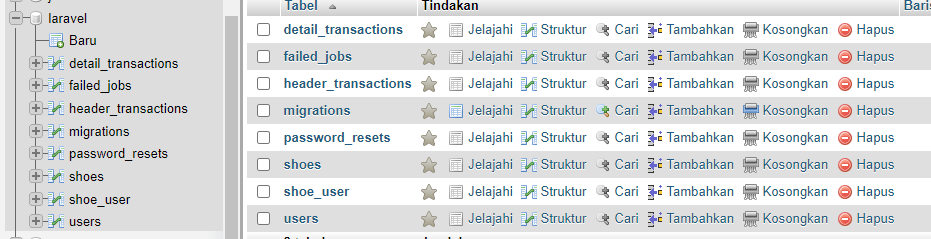 laravel
Baru
detail_transactions
failed_jobs
header_transactions
migrations
password_resets
shoes
shoe_user
users
Tabel Tindakan Baris
detail_transactions Jelajahi Struktur Cari Tambahkan Kosongkan Hapus
failed_jobs Jelajahi Struktur Cari Tambahkan Kosongkan Hapus
header_transactions Jelajahi Struktur Cari Tambahkan Kosongkan Hapus
migrations Jelajahi Struktur Cari Tambahkan Kosongkan Hapus
password_resets Jelajahi Struktur Cari Tambahkan Kosongkan Hapus
shoes Jelajahi Struktur Cari Tambahkan Kosongkan Hapus
shoe_user Jelajahi Struktur Cari Tambahkan Kosongkan Hapus
users Jelajahi Struktur Cari Tambahkan Kosongkan Hapus